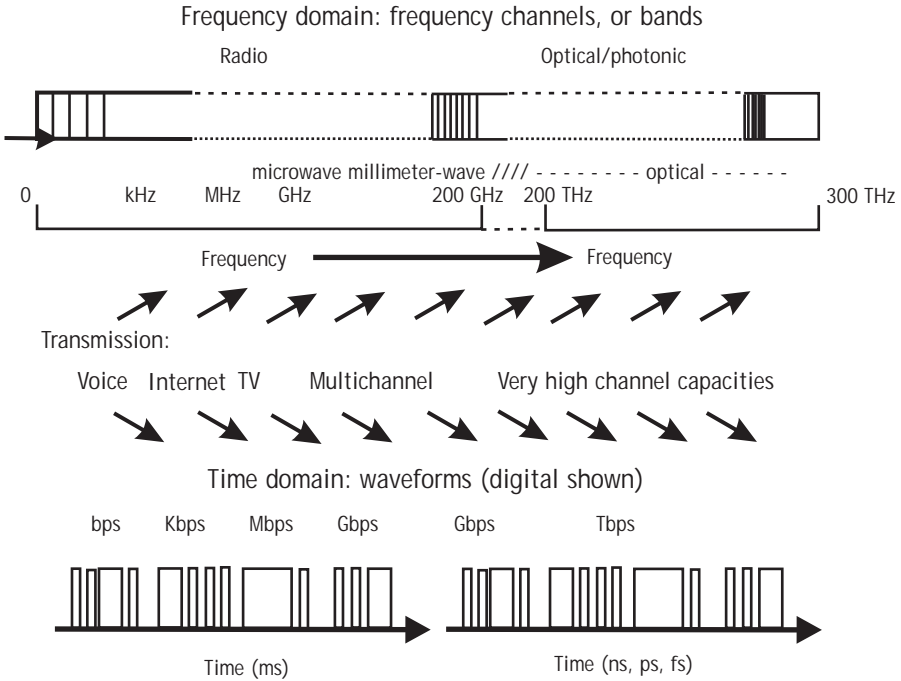 Frequency domain: frequency channels, or bands
Radio Optical/photonic
microwave millimeter-wave //// - - - - - - - - optical - - - - - -
0 kHz MHz GHz 200 GHz 200 THz 300 THz
Frequency Frequency
Transmission:
Voice Internet TV Multichannel Very high channel capacities
Time domain: waveforms (digital shown)
bps Kbps Mbps Gbps Gbps Tbps
Time (ms) Time (ns, ps, fs)